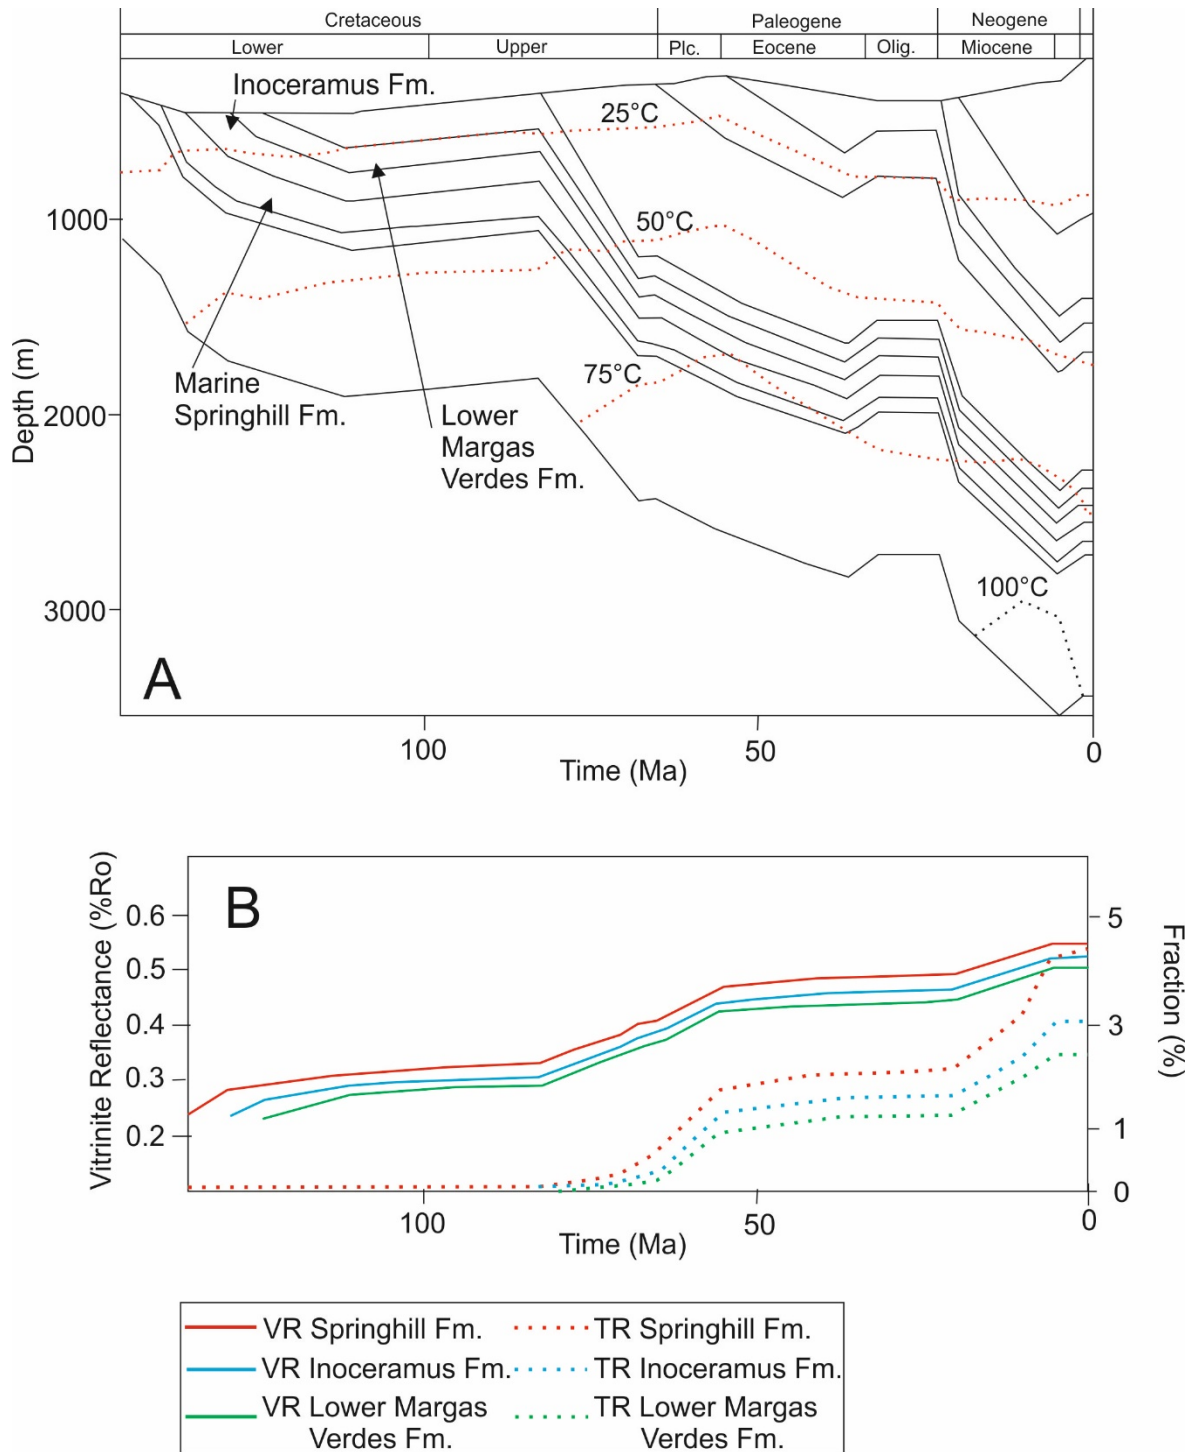 Cretaceous Paleogene Neogene
Lower Upper Plc. Eocene Olig. Miocene
Inoceramus Fm.
25°C
1000
50°C
Marine
Springhill Fm.
75°C
Lower
Margas
Verdes Fm.
2000
Depth (m)
100°C
3000
A
100 50 0
Time (Ma)
B
Vitrinite Reflectance (%Ro)
0.6
0.5
0.4
0.3
0.2
5
3
1
0
Fraction (%)
100 50 0
Time (Ma)
VR Springhill Fm. TR Springhill Fm.
VR Inoceramus Fm. TR Inoceramus Fm.
VR Lower Margas TR Lower Margas
Verdes Fm. Verdes Fm.